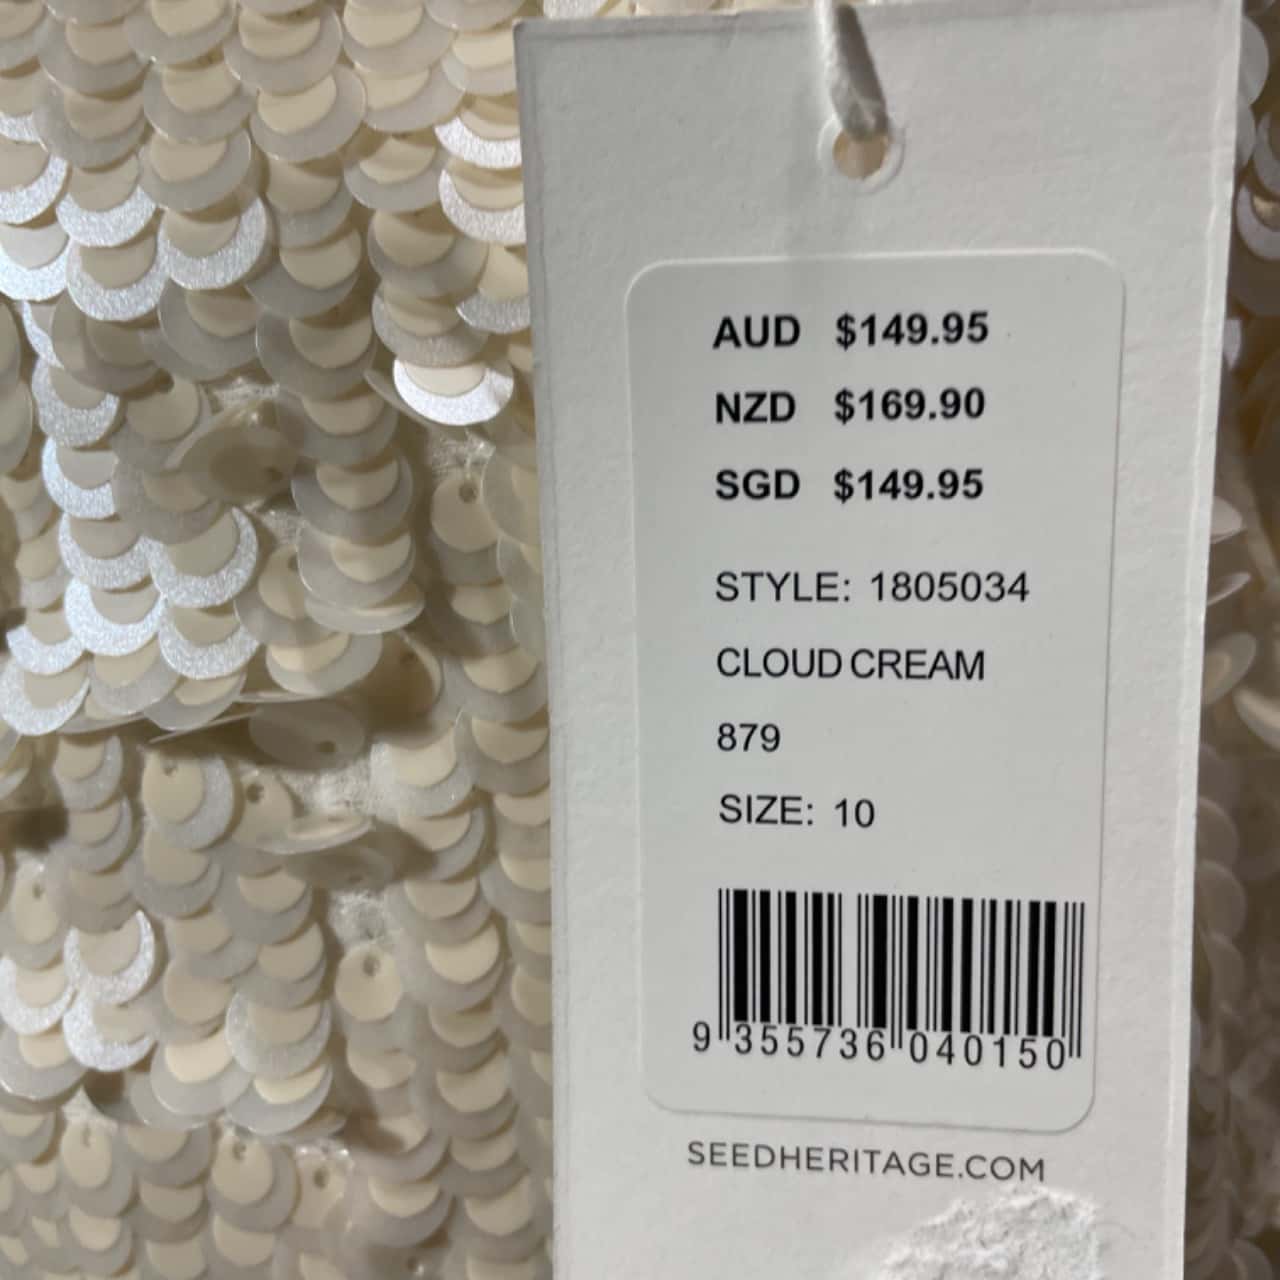 AUD $149.95
NZD $169.90
SGD $149.95
STYLE: 1805034
CLOUD CREAM
879
SIZE: 10
9 355736 040150
SEEDHERITAGE.COM